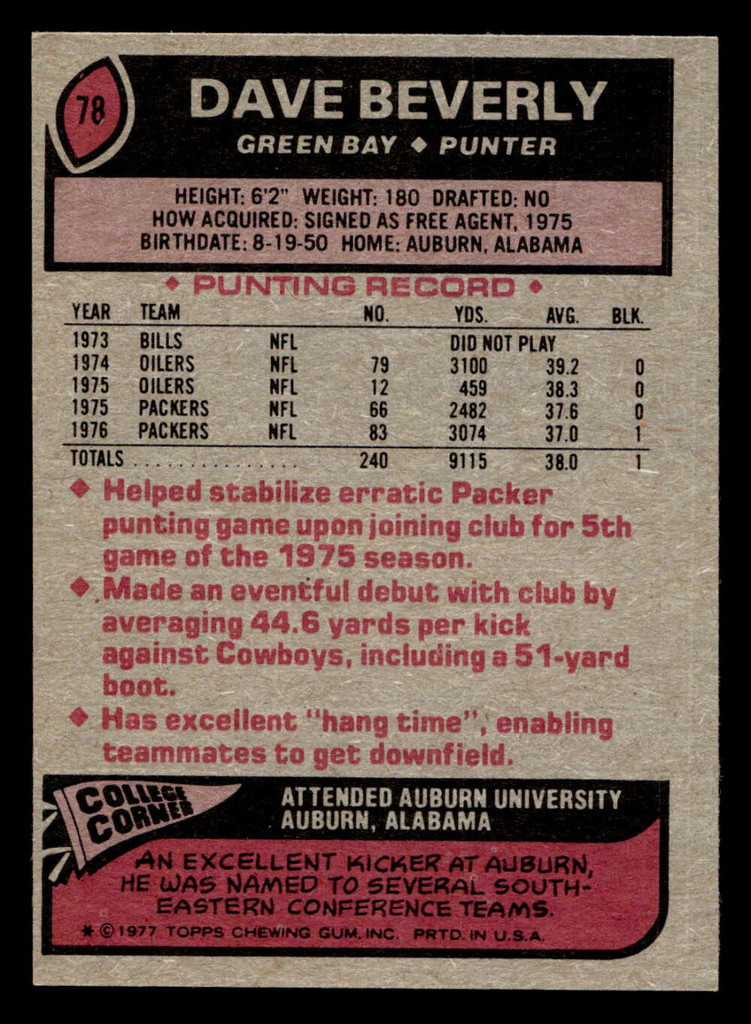 78
DAVE BEVERLY
GREEN BAY ◆ PUNTER
HEIGHT: 6'2" WEIGHT: 180 DRAFTED: NO
HOW ACQUIRED: SIGNED AS FREE AGENT, 1975
BIRTHDATE: 8-19-50 HOME: AUBURN, ALABAMA
◆ PUNTING RECORD ◆
YEAR TEAM NO. YDS. AVG. BLK.
1973 BILLS NFL DID NOT PLAY
1974 OILERS NFL 79 3100 39.2 0
1975 OILERS NFL 12 459 38.3 0
1975 PACKERS NFL 66 2482 37.6 0
1976 PACKERS NFL 83 3074 37.0 1
TOTALS . . . . . . . . . . . . . . . . 240 9115 38.0 1
◆ Helped stabilize erratic Packer
punting game upon joining club for 5th
game of the 1975 season.
◆ Made an eventful debut with club by
averaging 44.6 yards per kick
against Cowboys, including a 51-yard
boot.
◆ Has excellent "hang time", enabling
teammates to get downfield.
COLLEGE
CORNER
ATTENDED AUBURN UNIVERSITY
AUBURN, ALABAMA
AN EXCELLENT KICKER AT AUBURN,
HE WAS NAMED TO SEVERAL SOUTH-
EASTERN CONFERENCE TEAMS.
* © 1977 TOPPS CHEWING GUM, INC. PRTD. IN U.S.A.